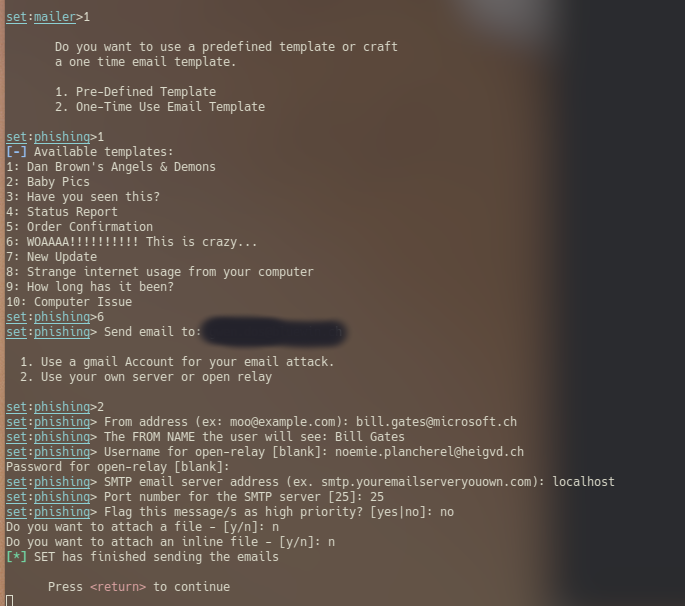 set:mailer>1
Do you want to use a predefined template or craft
a one time email template.
1. Pre-Defined Template
2. One-Time Use Email Template
set:phishing>1
[-] Available templates:
1: Dan Brown's Angels & Demons
2: Baby Pics
3: Have you seen this?
4: Status Report
5: Order Confirmation
6: WOAAAA!!!!!!!!!! This is crazy...
7: New Update
8: Strange internet usage from your computer
9: How long has it been?
10: Computer Issue
set:phishing>6
set:phishing> Send email to:
1. Use a gmail Account for your email attack.
2. Use your own server or open relay
set:phishing>2
set:phishing> From address (ex: moo@example.com): bill.gates@microsoft.ch
set:phishing> The FROM NAME the user will see: Bill Gates
set:phishing> Username for open-relay [blank]: noemie.plancherel@heigvd.ch
Password for open-relay [blank]:
set:phishing> SMTP email server address (ex. smtp.youremailserveryouown.com): localhost
set:phishing> Port number for the SMTP server [25]: 25
set:phishing> Flag this message/s as high priority? [yes|no]: no
Do you want to attach a file - [y/n]: n
Do you want to attach an inline file - [y/n]: n
[*] SET has finished sending the emails
Press <return> to continue